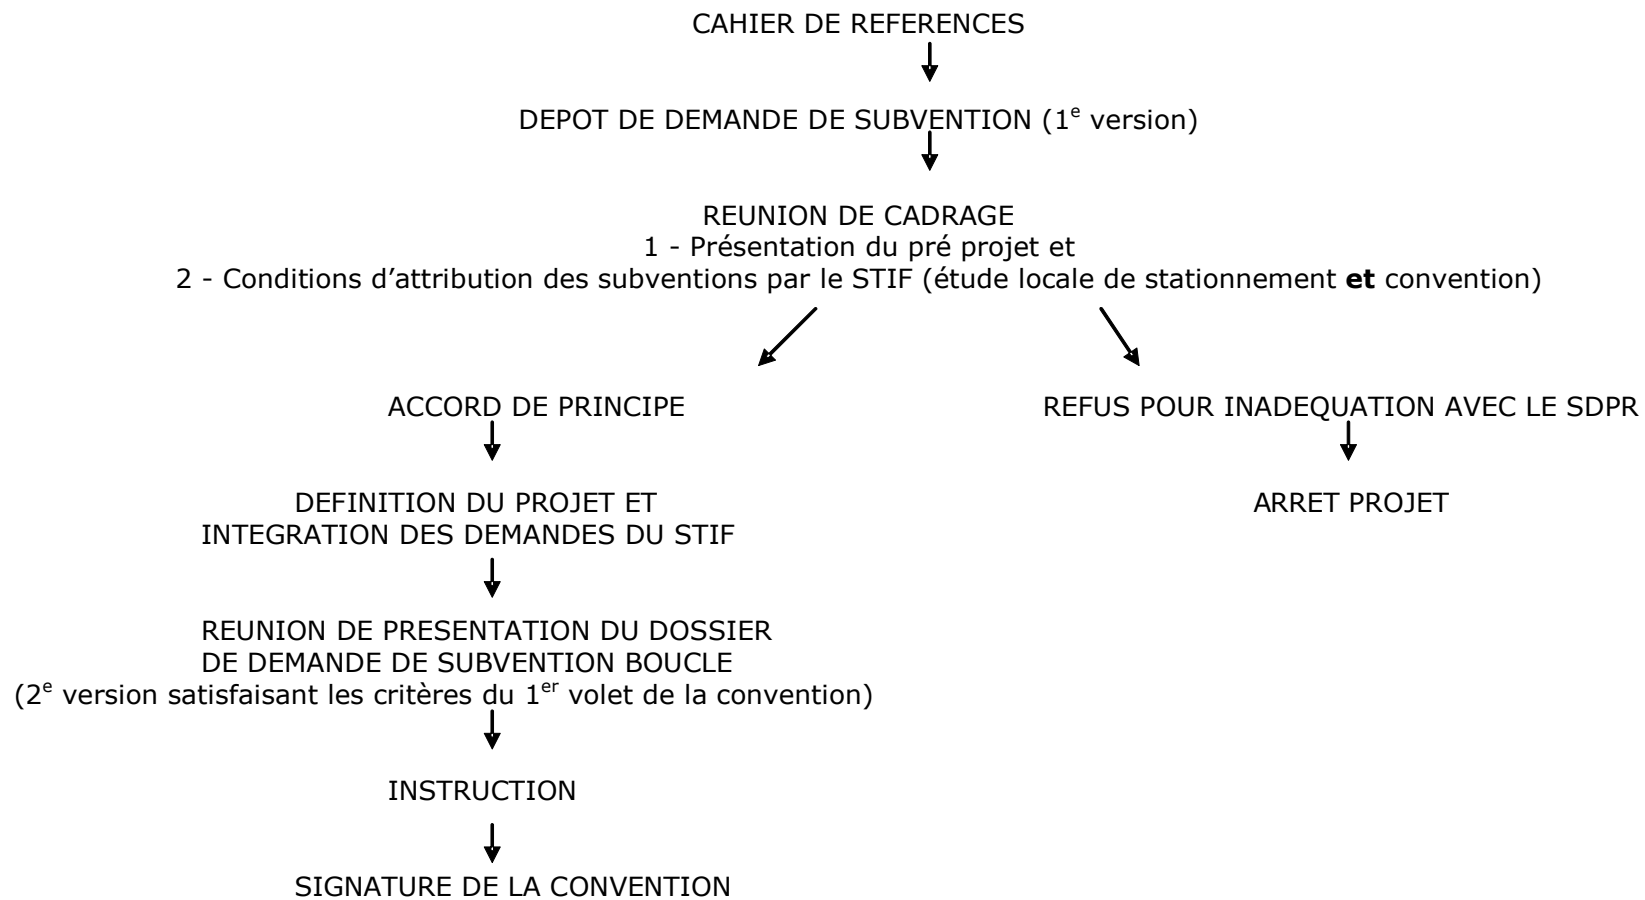 CAHIER DE REFERENCES
DEPOT DE DEMANDE DE SUBVENTION (1e version)
REUNION DE CADRAGE
1 - Présentation du pré projet et
2 - Conditions d’attribution des subventions par le STIF (étude locale de stationnement et convention)
ACCORD DE PRINCIPE
REFUS POUR INADEQUATION AVEC LE SDPR
DEFINITION DU PROJET ET
INTEGRATION DES DEMANDES DU STIF
ARRET PROJET
REUNION DE PRESENTATION DU DOSSIER
DE DEMANDE DE SUBVENTION BOUCLE
(2e version satisfaisant les critères du 1er volet de la convention)
INSTRUCTION
SIGNATURE DE LA CONVENTION